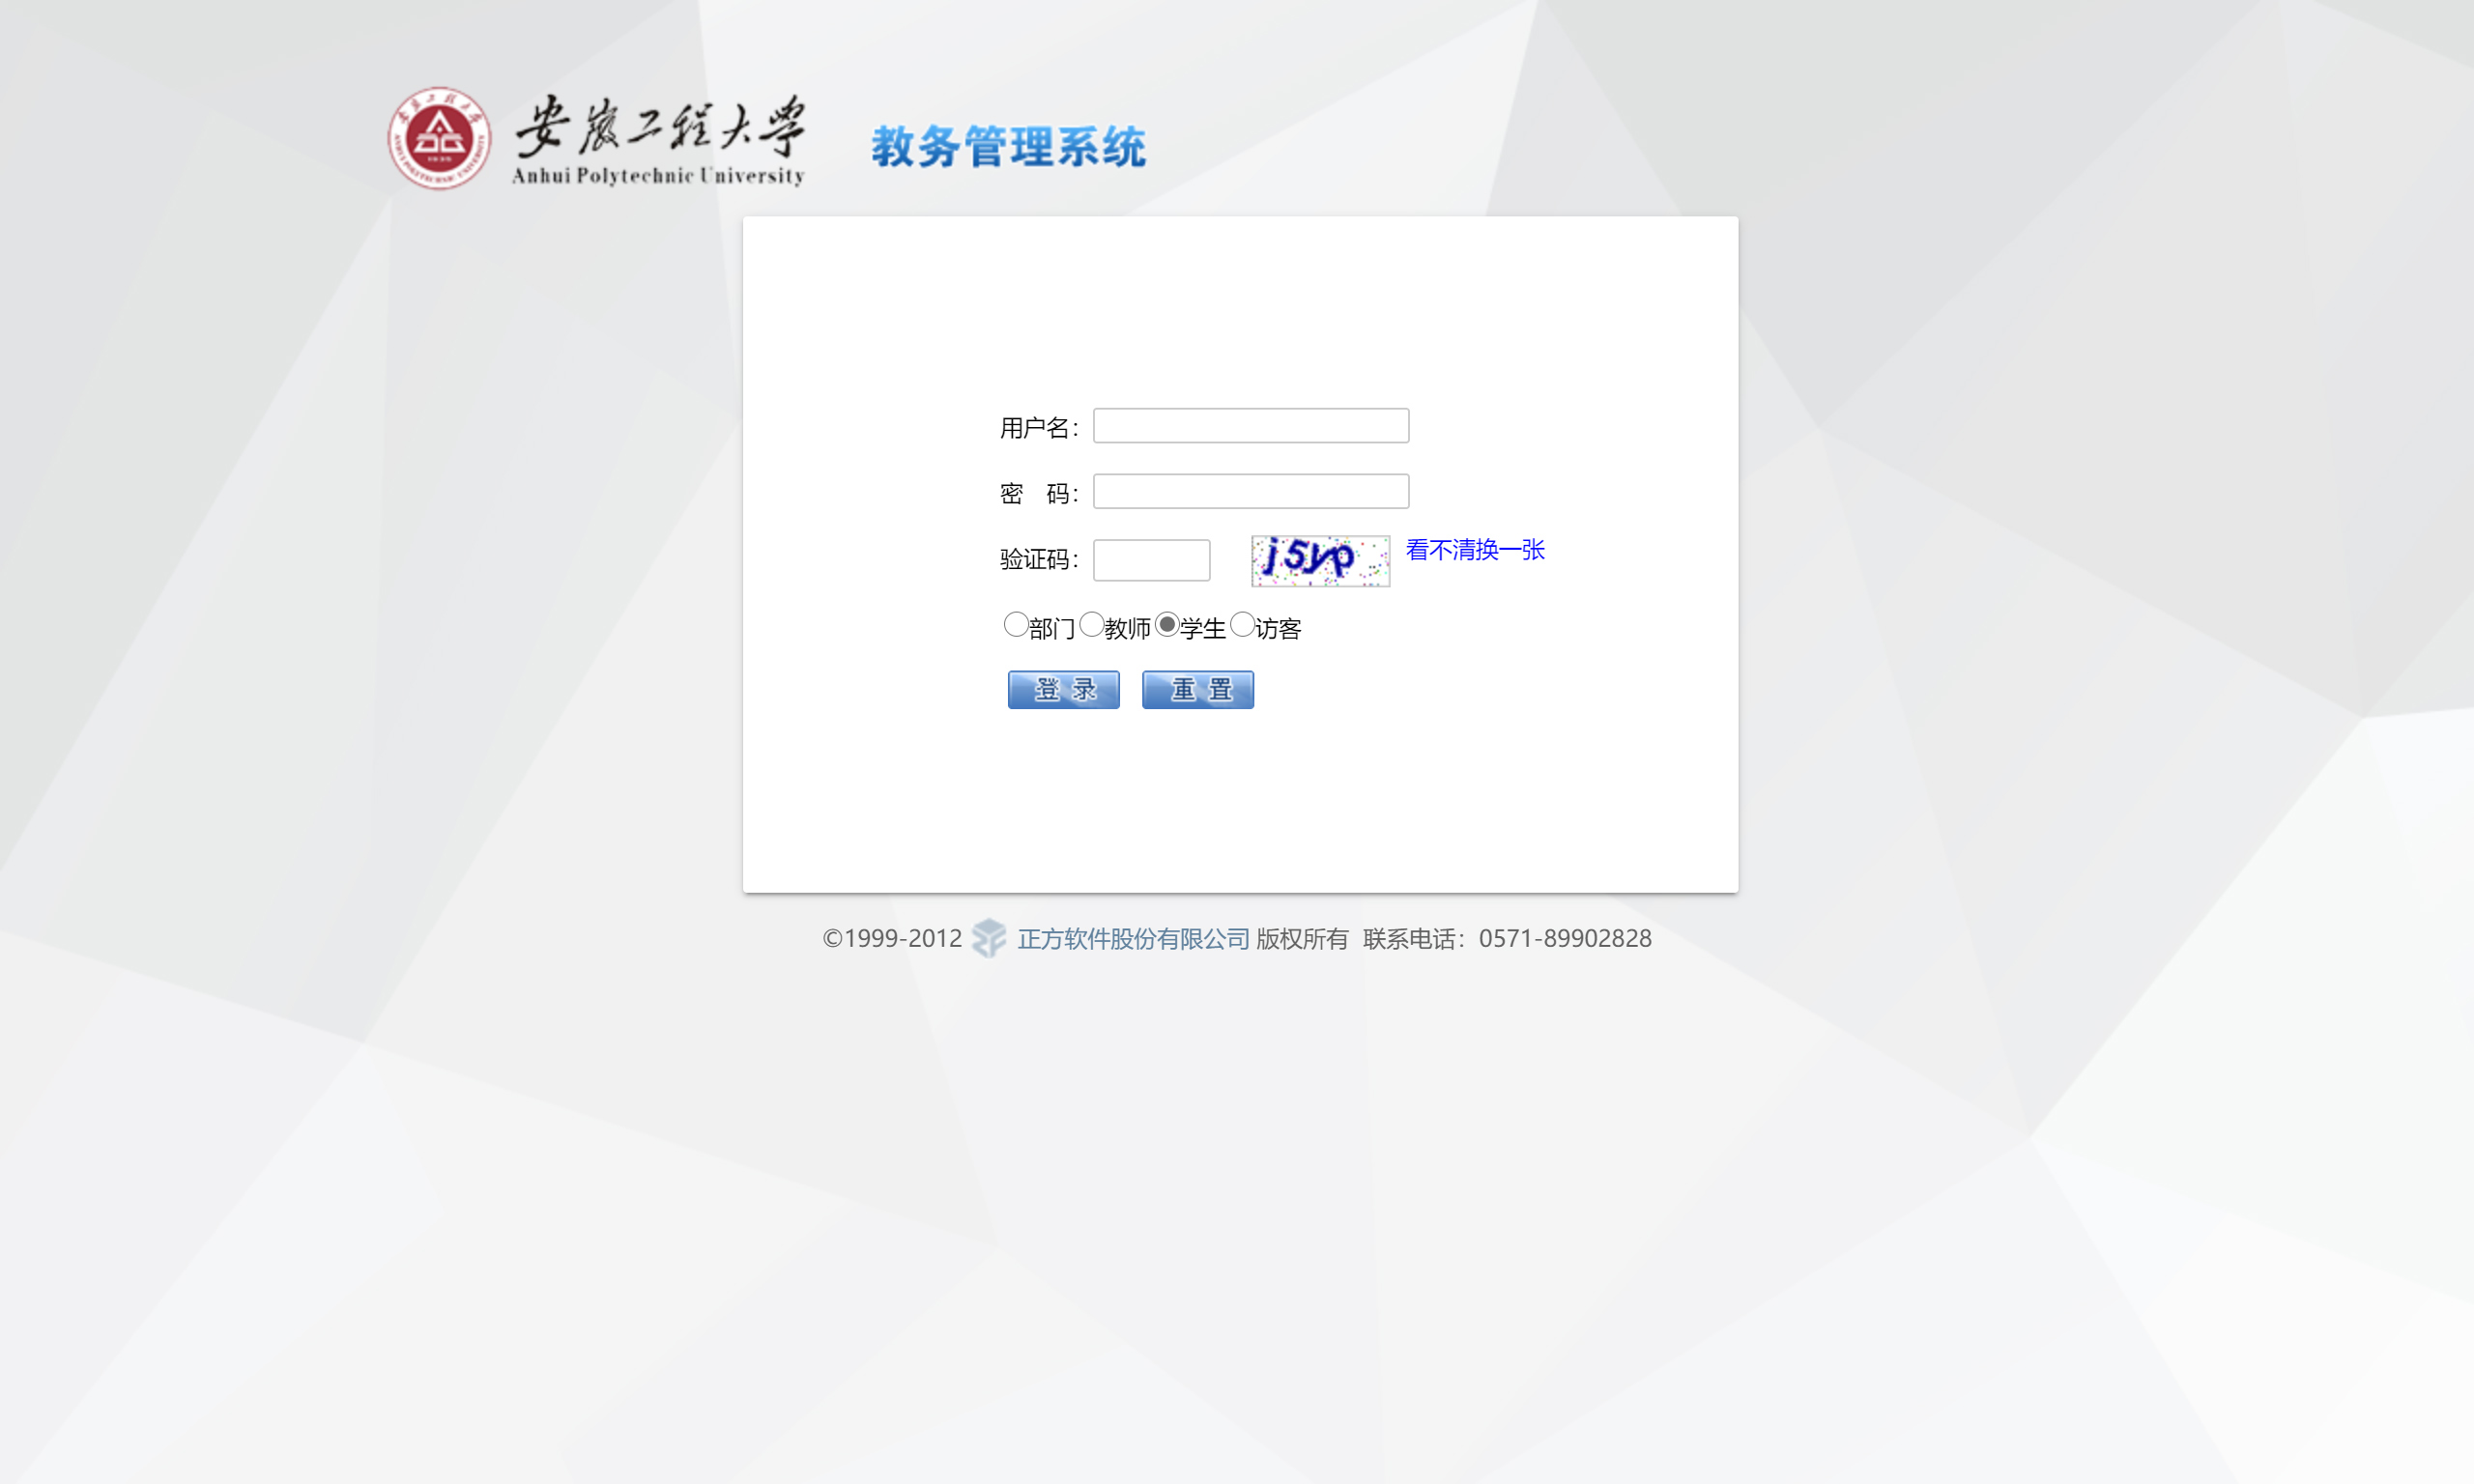 安徽工程大学
Anhui Polytechnic University
教务管理系统
用户名：
密 码：
验证码：
j5yp
看不清换一张
部门 教师 学生 访客
登录 重置
©1999-2012 正方软件股份有限公司 版权所有 联系电话：0571-89902828